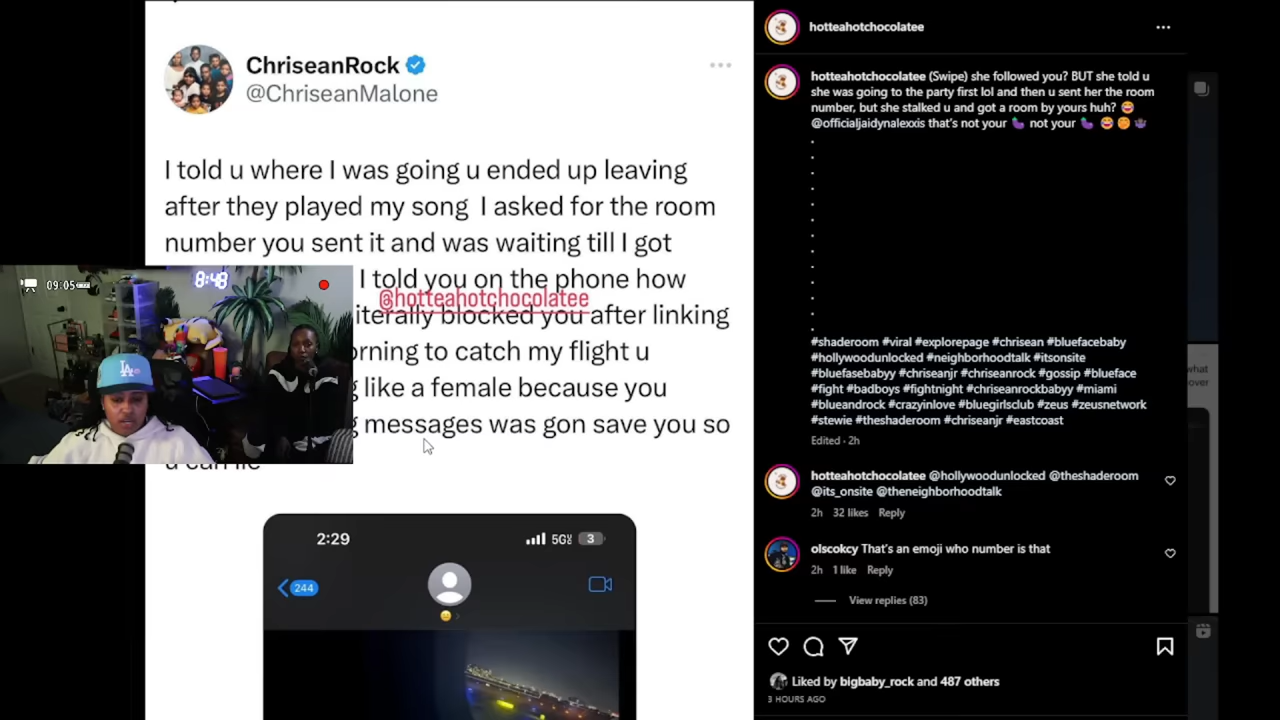 ChriseanRock
@ChriseanMalone
I told u where I was going u ended up leaving
after they played my song I asked for the room
number you sent it and was waiting till I got
I told you on the phone how
@hotteahotchocolatee
iterally blocked you after linking
orning to catch my flight u
g like a female because you
g messages was gon save you so
u can lie
09:05
8:48
LA
2:29
5G
3
244
hotteahotchocolatee
hotteahotchocolatee (Swipe) she followed you? BUT she told u
she was going to the party first lol and then u sent her the room
number, but she stalked u and got a room by yours huh? 😂
@officialjaidynalexxis that's not your 🍆 not your 🍆 😂 🤭 🤷🏿‍♀️
.
.
.
.
.
.
.
.
.
.
.
.
.
#shaderoom #viral #explorepage #chrisean #bluefacebaby
#hollywoodunlocked #neighborhoodtalk #itsonsite
#bluefasebabyy #chriseanjr #chriseanrock #gossip #blueface
#fight #badboys #fightnight #chriseanrockbabyy #miami
#blueandrock #crazyinlove #bluegirlsclub #zeus #zeusnetwork
#stewie #theshaderoom #chriseanjr #eastcoast
Edited · 2h
hotteahotchocolatee @hollywoodunlocked @theshaderoom
@its_onsite @theneighborhoodtalk
2h 32 likes Reply
olscokcy That's an emoji who number is that
2h 1 like Reply
View replies (83)
Liked by bigbaby_rock and 487 others
3 HOURS AGO
what
over